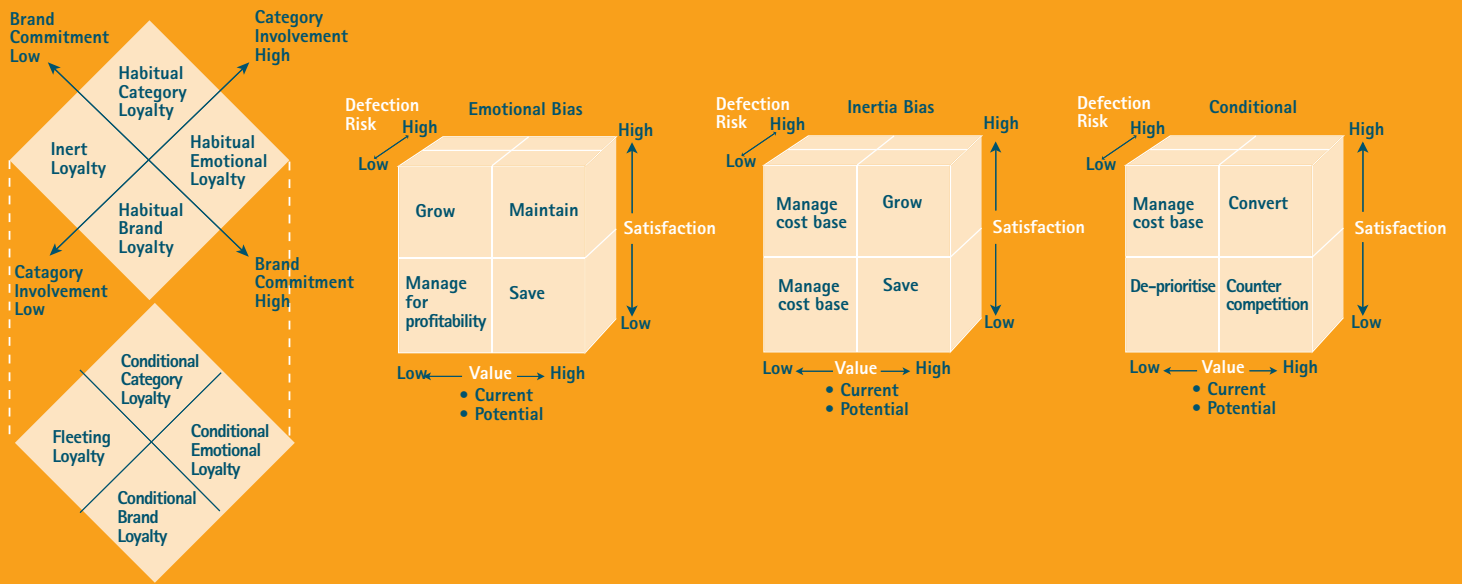 Brand
Commitment
Low
Category
Involvement
High
Habitual
Category
Loyalty
Inert
Loyalty
Habitual
Emotional
Loyalty
Habitual
Brand
Loyalty
Catagory
Involvement
Low
Brand
Commitment
High
Conditional
Category
Loyalty
Fleeting
Loyalty
Conditional
Emotional
Loyalty
Conditional
Brand
Loyalty
Defection
Risk
High
Low
Emotional Bias
High
Grow
Maintain
Satisfaction
Manage
for
profitability
Save
Low
Low Value High
• Current
• Potential
Defection
Risk
High
Low
Inertia Bias
High
Manage
cost base
Grow
Satisfaction
Manage
cost base
Save
Low
Low Value High
• Current
• Potential
Defection
Risk
High
Low
Conditional
High
Manage
cost base
Convert
Satisfaction
De-prioritise
Counter
competition
Low
Low Value High
• Current
• Potential